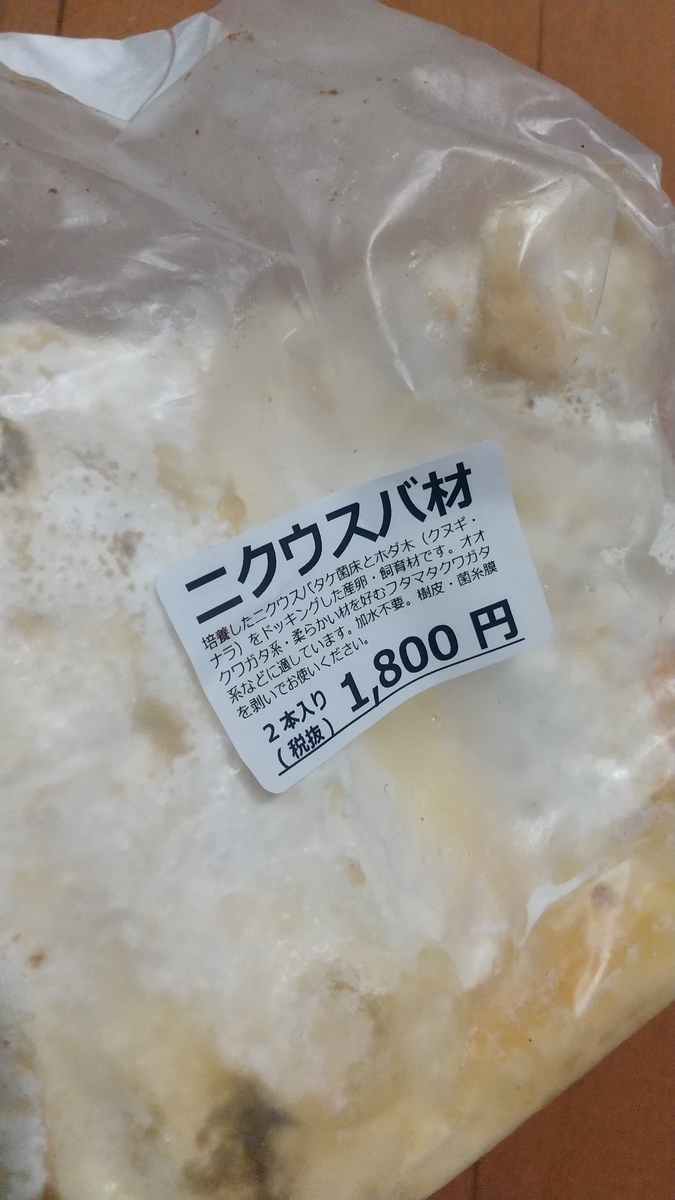 ニクウスバ材
培養したニクウスバタケ菌床とホダ木（クヌギ・
ナラ）をドッキングした産卵・飼育材です。オオ
クワガタ系・柔らかい材を好むフタマタクワガタ
系などに適しています。加水不要。樹皮・菌糸膜
を剥いでお使いください。
2本入り
（税抜） 1,800 円